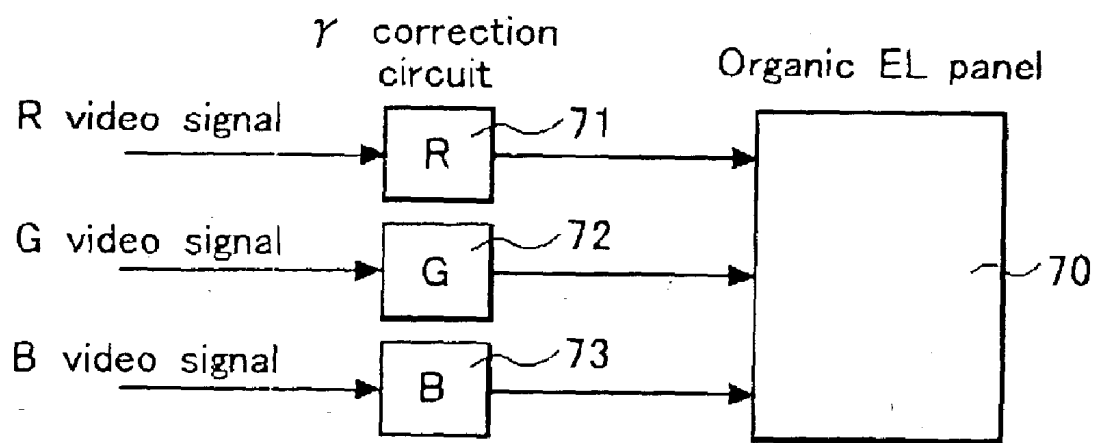 γ correction
circuit
Organic EL panel
R video signal
R
71
G video signal
G
72
70
B video signal
B
73